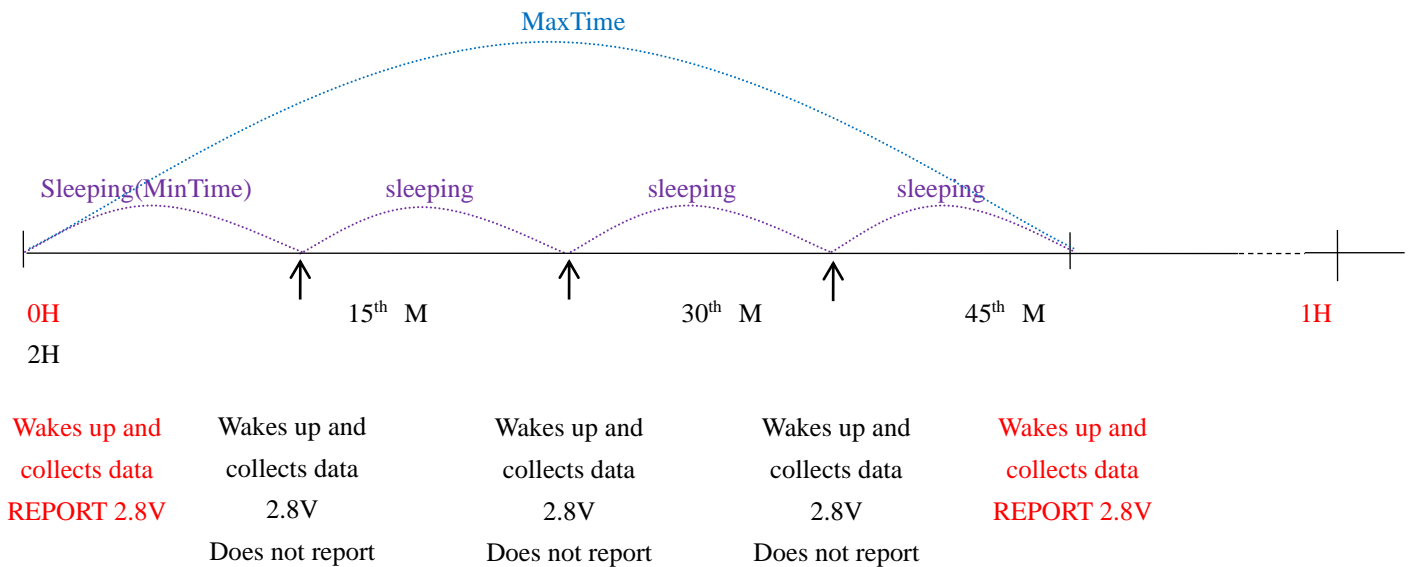 MaxTime
Sleeping(MinTime) sleeping sleeping sleeping
0H 15th M 30th M 45th M 1H
2H
Wakes up and Wakes up and Wakes up and Wakes up and Wakes up and
collects data collects data collects data collects data collects data
REPORT 2.8V 2.8V 2.8V 2.8V REPORT 2.8V
Does not report Does not report Does not report